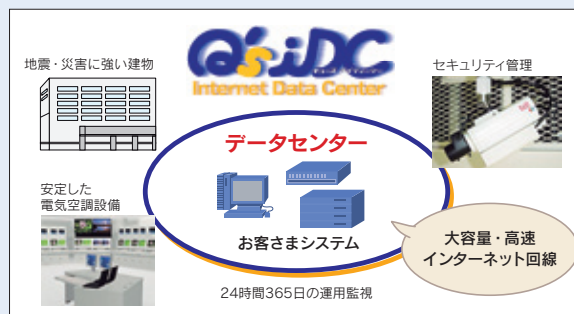 Q'siDC
Internet Data Center
地震・災害に強い建物
セキュリティ管理
データセンター
安定した
電気空調設備
お客さまシステム
大容量・高速
インターネット回線
24時間365日の運用監視